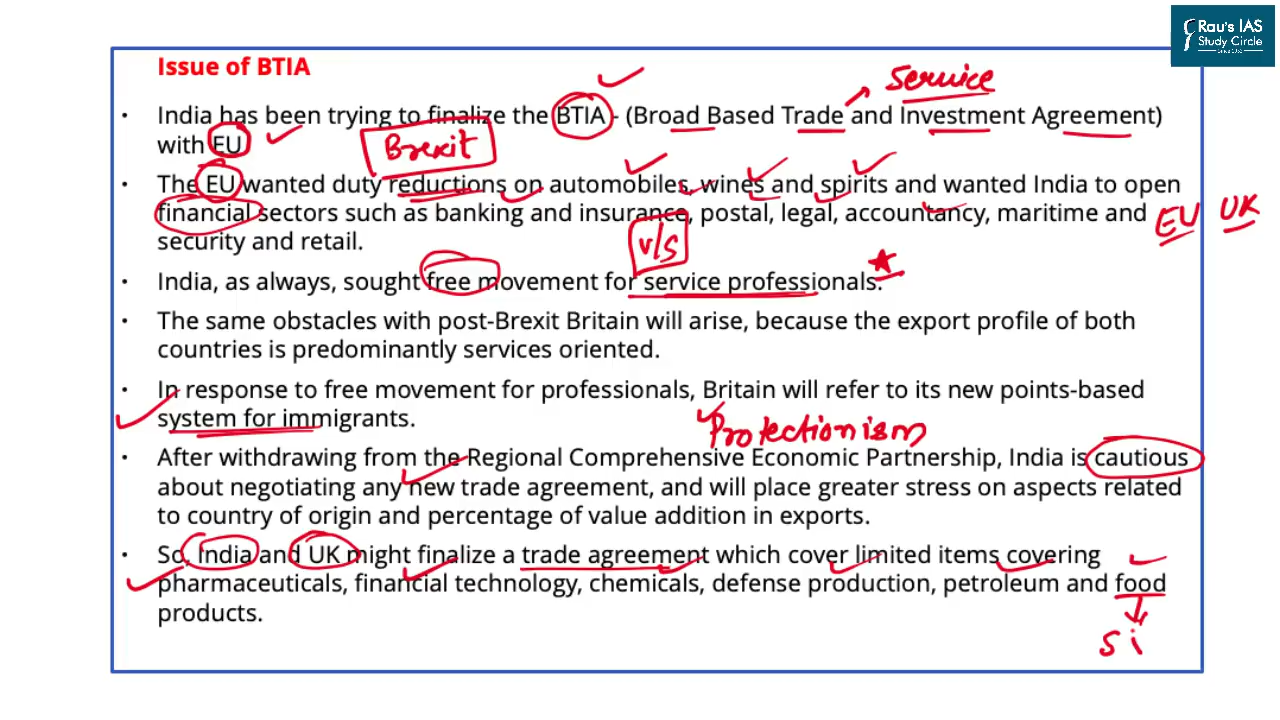 Rau's IAS
Study Circle
Issue of BTIA
Service
• India has been trying to finalize the BTIA - (Broad Based Trade and Investment Agreement)
with EU
Brexit
• The EU wanted duty reductions on automobiles, wines and spirits and wanted India to open
financial sectors such as banking and insurance, postal, legal, accountancy, maritime and
EU UK
security and retail.
v/s
• India, as always, sought free movement for service professionals.
• The same obstacles with post-Brexit Britain will arise, because the export profile of both
countries is predominantly services oriented.
• In response to free movement for professionals, Britain will refer to its new points-based
system for immigrants.
Protectionism
• After withdrawing from the Regional Comprehensive Economic Partnership, India is cautious
about negotiating any new trade agreement, and will place greater stress on aspects related
to country of origin and percentage of value addition in exports.
• So, India and UK might finalize a trade agreement which cover limited items covering
pharmaceuticals, financial technology, chemicals, defense production, petroleum and food
products.
Si